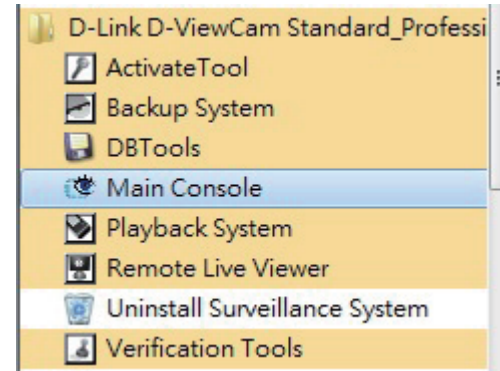 D-Link D-ViewCam Standard_Professi
ActivateTool
Backup System
DBTools
Main Console
Playback System
Remote Live Viewer
Uninstall Surveillance System
Verification Tools